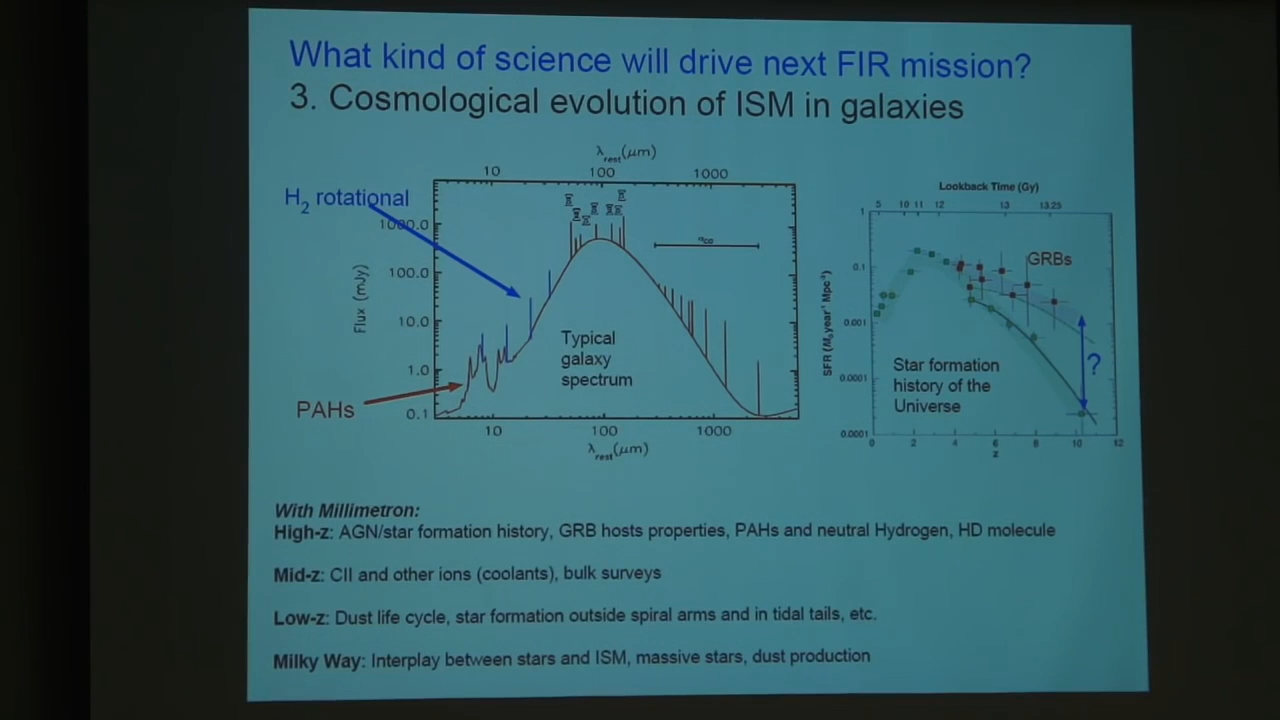 What kind of science will drive next FIR mission?
3. Cosmological evolution of ISM in galaxies
λrest(μm)
10 100 1000
H2 rotational
1000.0
100.0
10.0
1.0
0.1
Flux (mJy)
Typical
galaxy
spectrum
PAHs
10 100 1000
λrest(μm)
Lookback Time (Gy)
5 10 11 12 13 13.25
1
0.1
0.001
0.0001
0.0001
GRBs
?
Star formation
history of the
Universe
0 2 4 6 8 10 12
z
With Millimetron:
High-z: AGN/star formation history, GRB hosts properties, PAHs and neutral Hydrogen, HD molecule
Mid-z: CII and other ions (coolants), bulk surveys
Low-z: Dust life cycle, star formation outside spiral arms and in tidal tails, etc.
Milky Way: Interplay between stars and ISM, massive stars, dust production